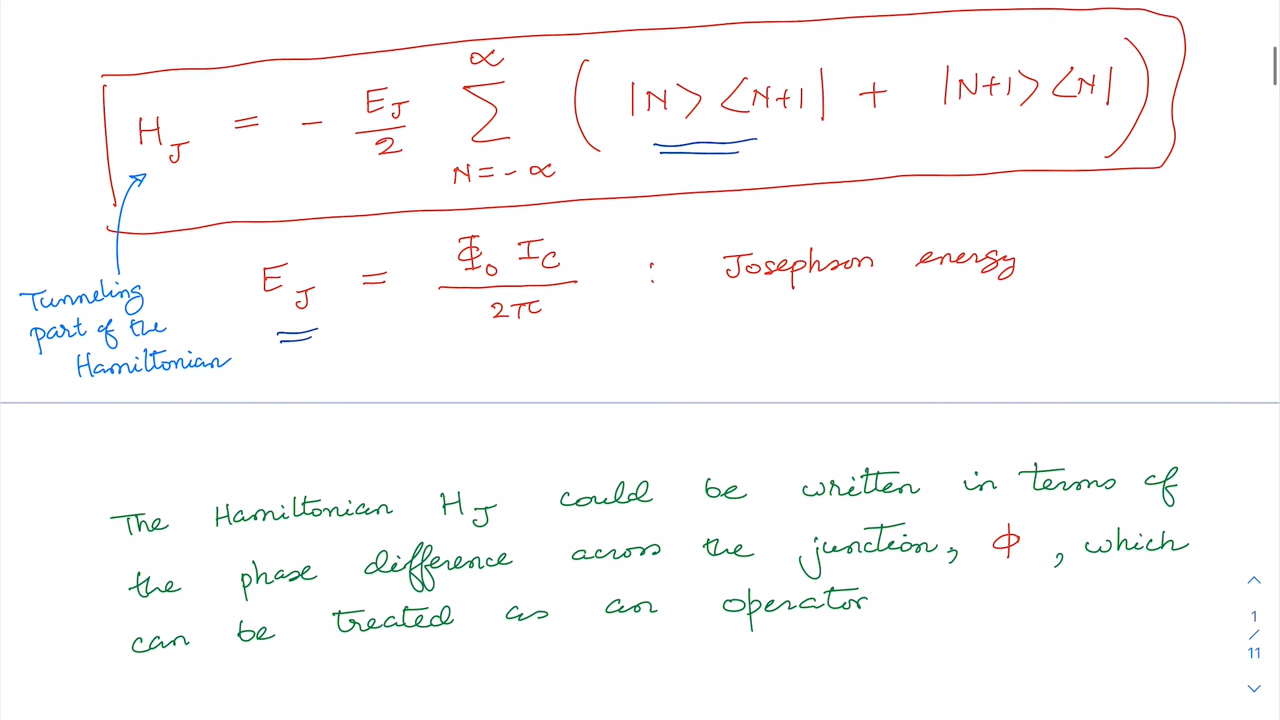 H_J = - E_J/2 ∑_{N=-∝}^{∝} ( |N> <N+1| + |N+1> <N| )
E_J = Φ₀ I_C / 2π : Josephson energy
Tunneling
part of the
Hamiltonian
The Hamiltonian H_J could be written in terms of
the phase difference across the junction, Φ, which
can be treated as an operator
1
/
11